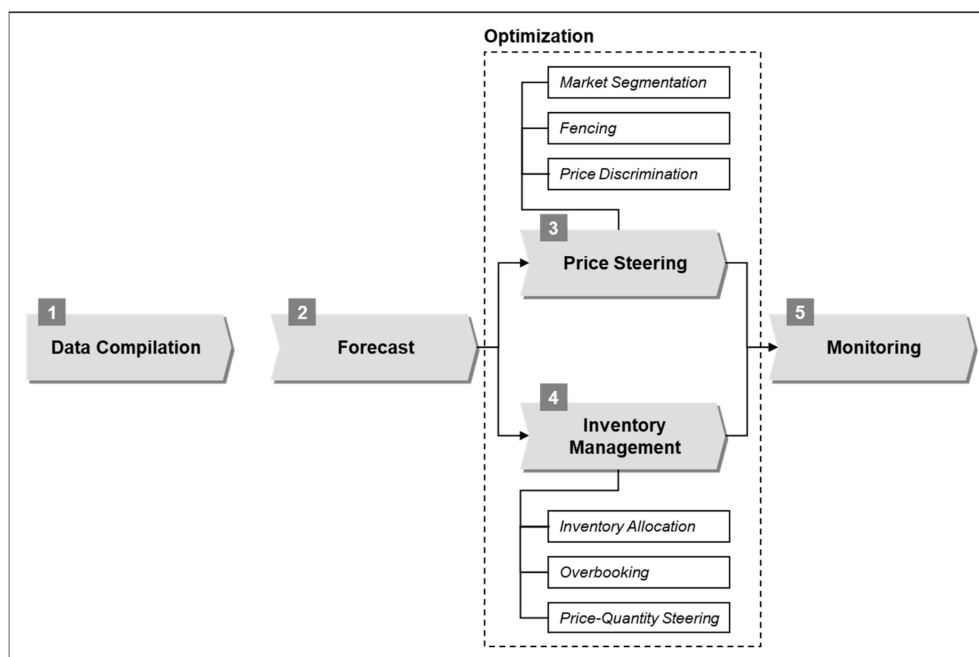 Optimization
Market Segmentation
Fencing
Price Discrimination
3
Price Steering
1
Data Compilation
2
Forecast
5
Monitoring
4
Inventory
Management
Inventory Allocation
Overbooking
Price-Quantity Steering